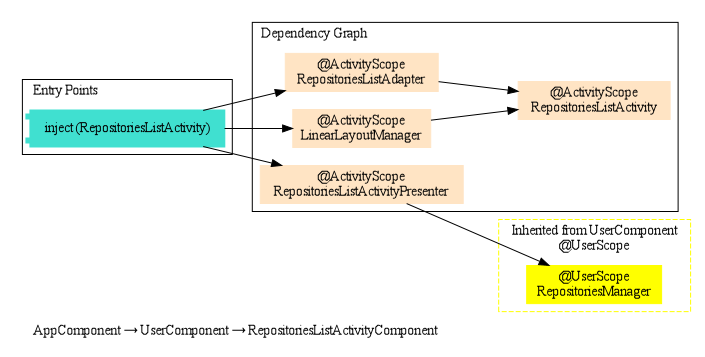 Dependency Graph
@ActivityScope
RepositoriesListAdapter
Entry Points
@ActivityScope
RepositoriesListActivity
inject (RepositoriesListActivity)
@ActivityScope
LinearLayoutManager
@ActivityScope
RepositoriesListActivityPresenter
Inherited from UserComponent
@UserScope
@UserScope
RepositoriesManager
AppComponent → UserComponent → RepositoriesListActivityComponent